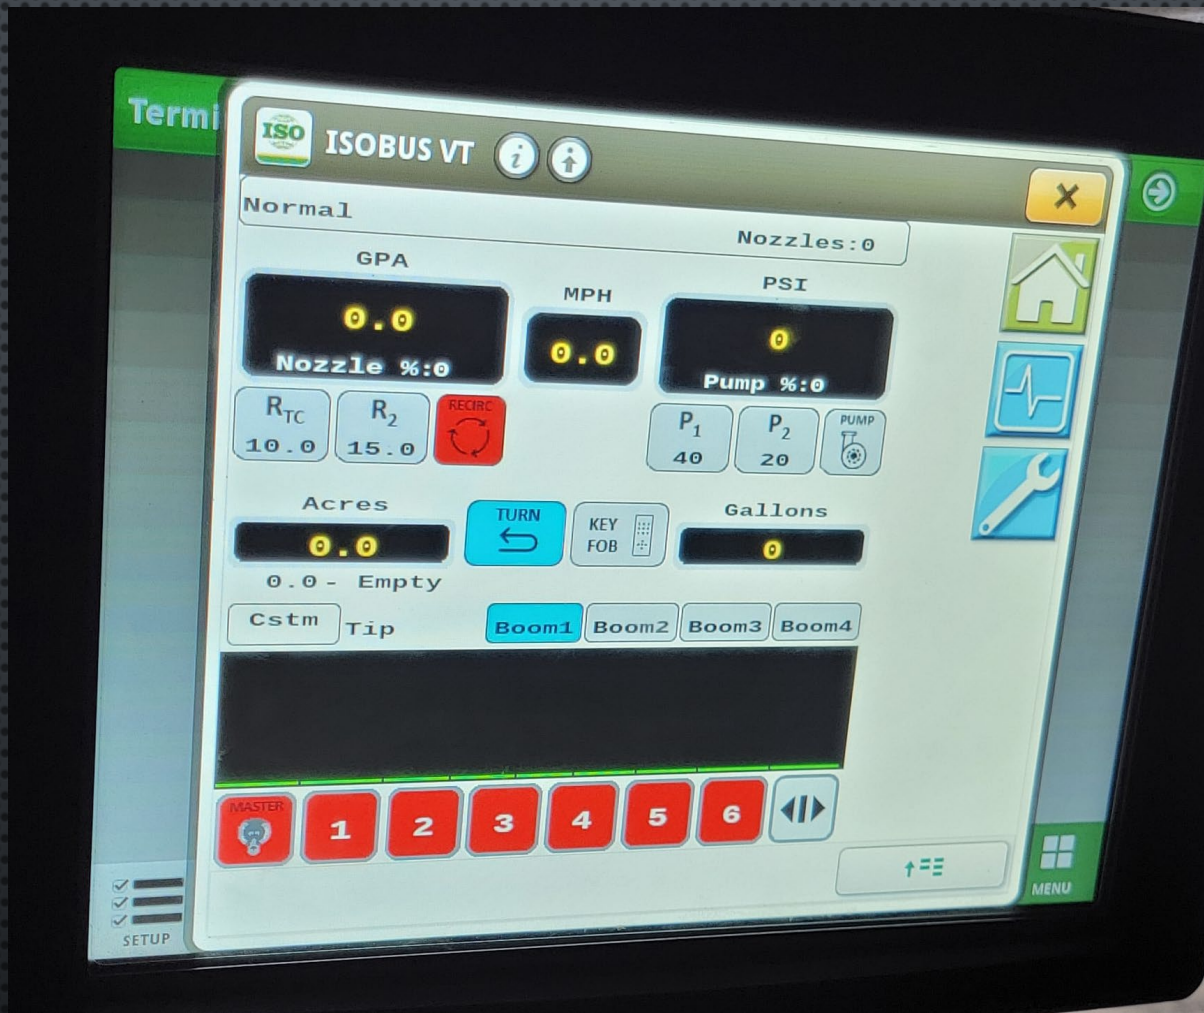 Termi
ISO
ISOBUS VT
Normal
Nozzles:0
GPA
MPH
PSI
0.0
Nozzle %:0
0.0
0
Pump %:0
RTC
10.0
R2
15.0
RECIRC
P1
40
P2
20
PUMP
Acres
TURN
KEY
FOB
Gallons
0.0
0
0.0- Empty
Cstm
Tip
Boom1
Boom2
Boom3
Boom4
MASTER
1
2
3
4
5
6
SETUP
MENU